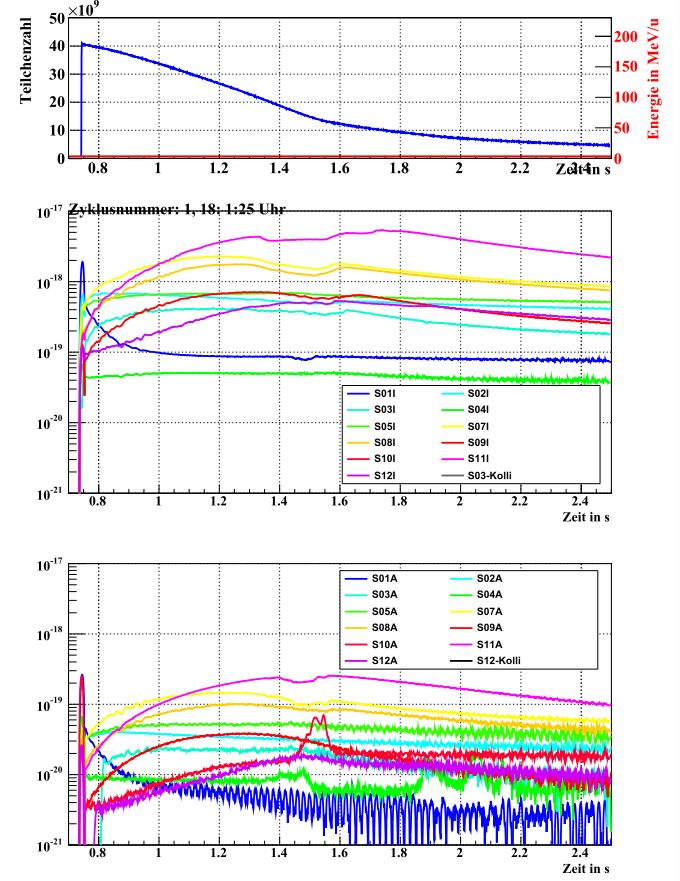 50 ×10⁹
40
30
20
10
0
Teilchenzahl
200
150
100
50
0
Energie in MeV/u
0.8 1 1.2 1.4 1.6 1.8 2 2.2 2.4
Zeit in s
Zyklusnummer: 1, 18: 1:25 Uhr
10⁻¹⁷
10⁻¹⁸
10⁻¹⁹
10⁻²⁰
10⁻²¹
S01I S02I
S03I S04I
S05I S07I
S08I S09I
S10I S11I
S12I S03-Kolli
0.8 1 1.2 1.4 1.6 1.8 2 2.2 2.4
Zeit in s
10⁻¹⁷
10⁻¹⁸
10⁻¹⁹
10⁻²⁰
10⁻²¹
S01A S02A
S03A S04A
S05A S07A
S08A S09A
S10A S11A
S12A S12-Kolli
0.8 1 1.2 1.4 1.6 1.8 2 2.2 2.4
Zeit in s